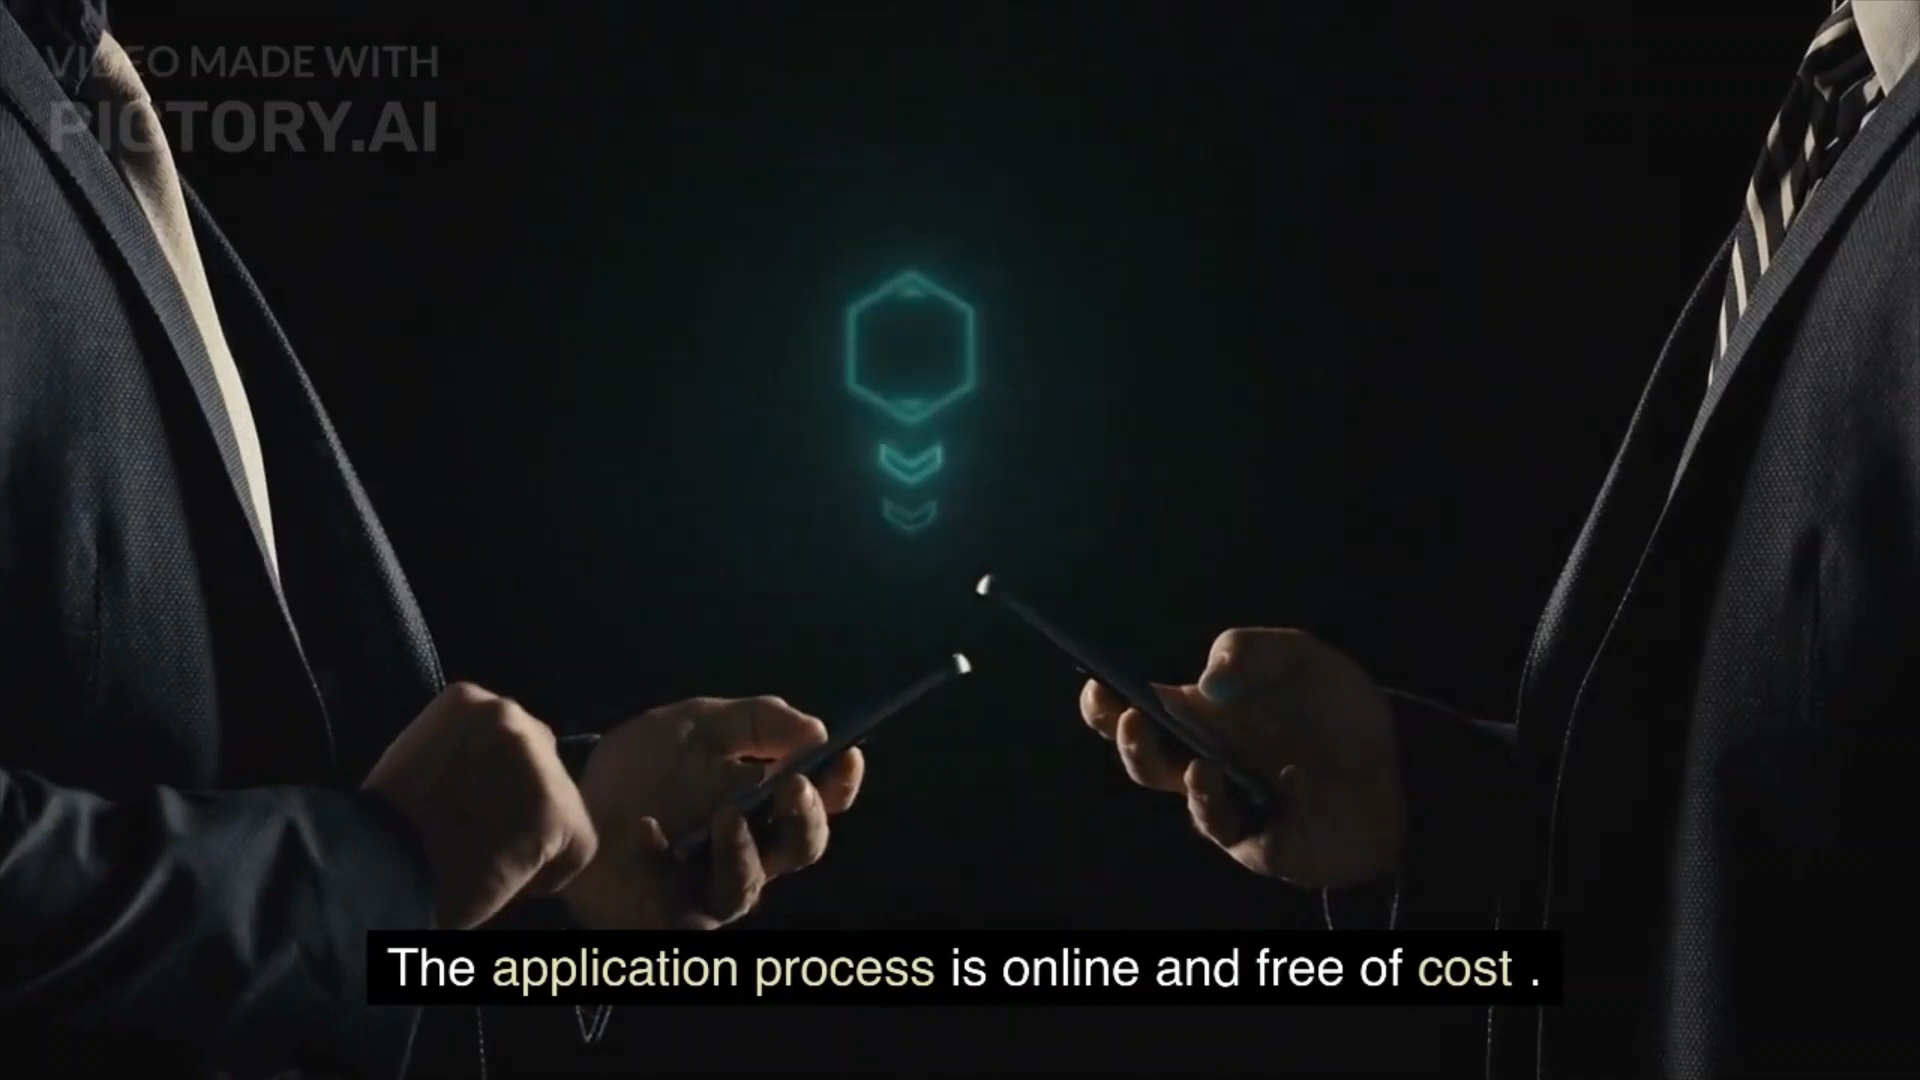 VIDEO MADE WITH
PICTORY.AI
The application process is online and free of cost .